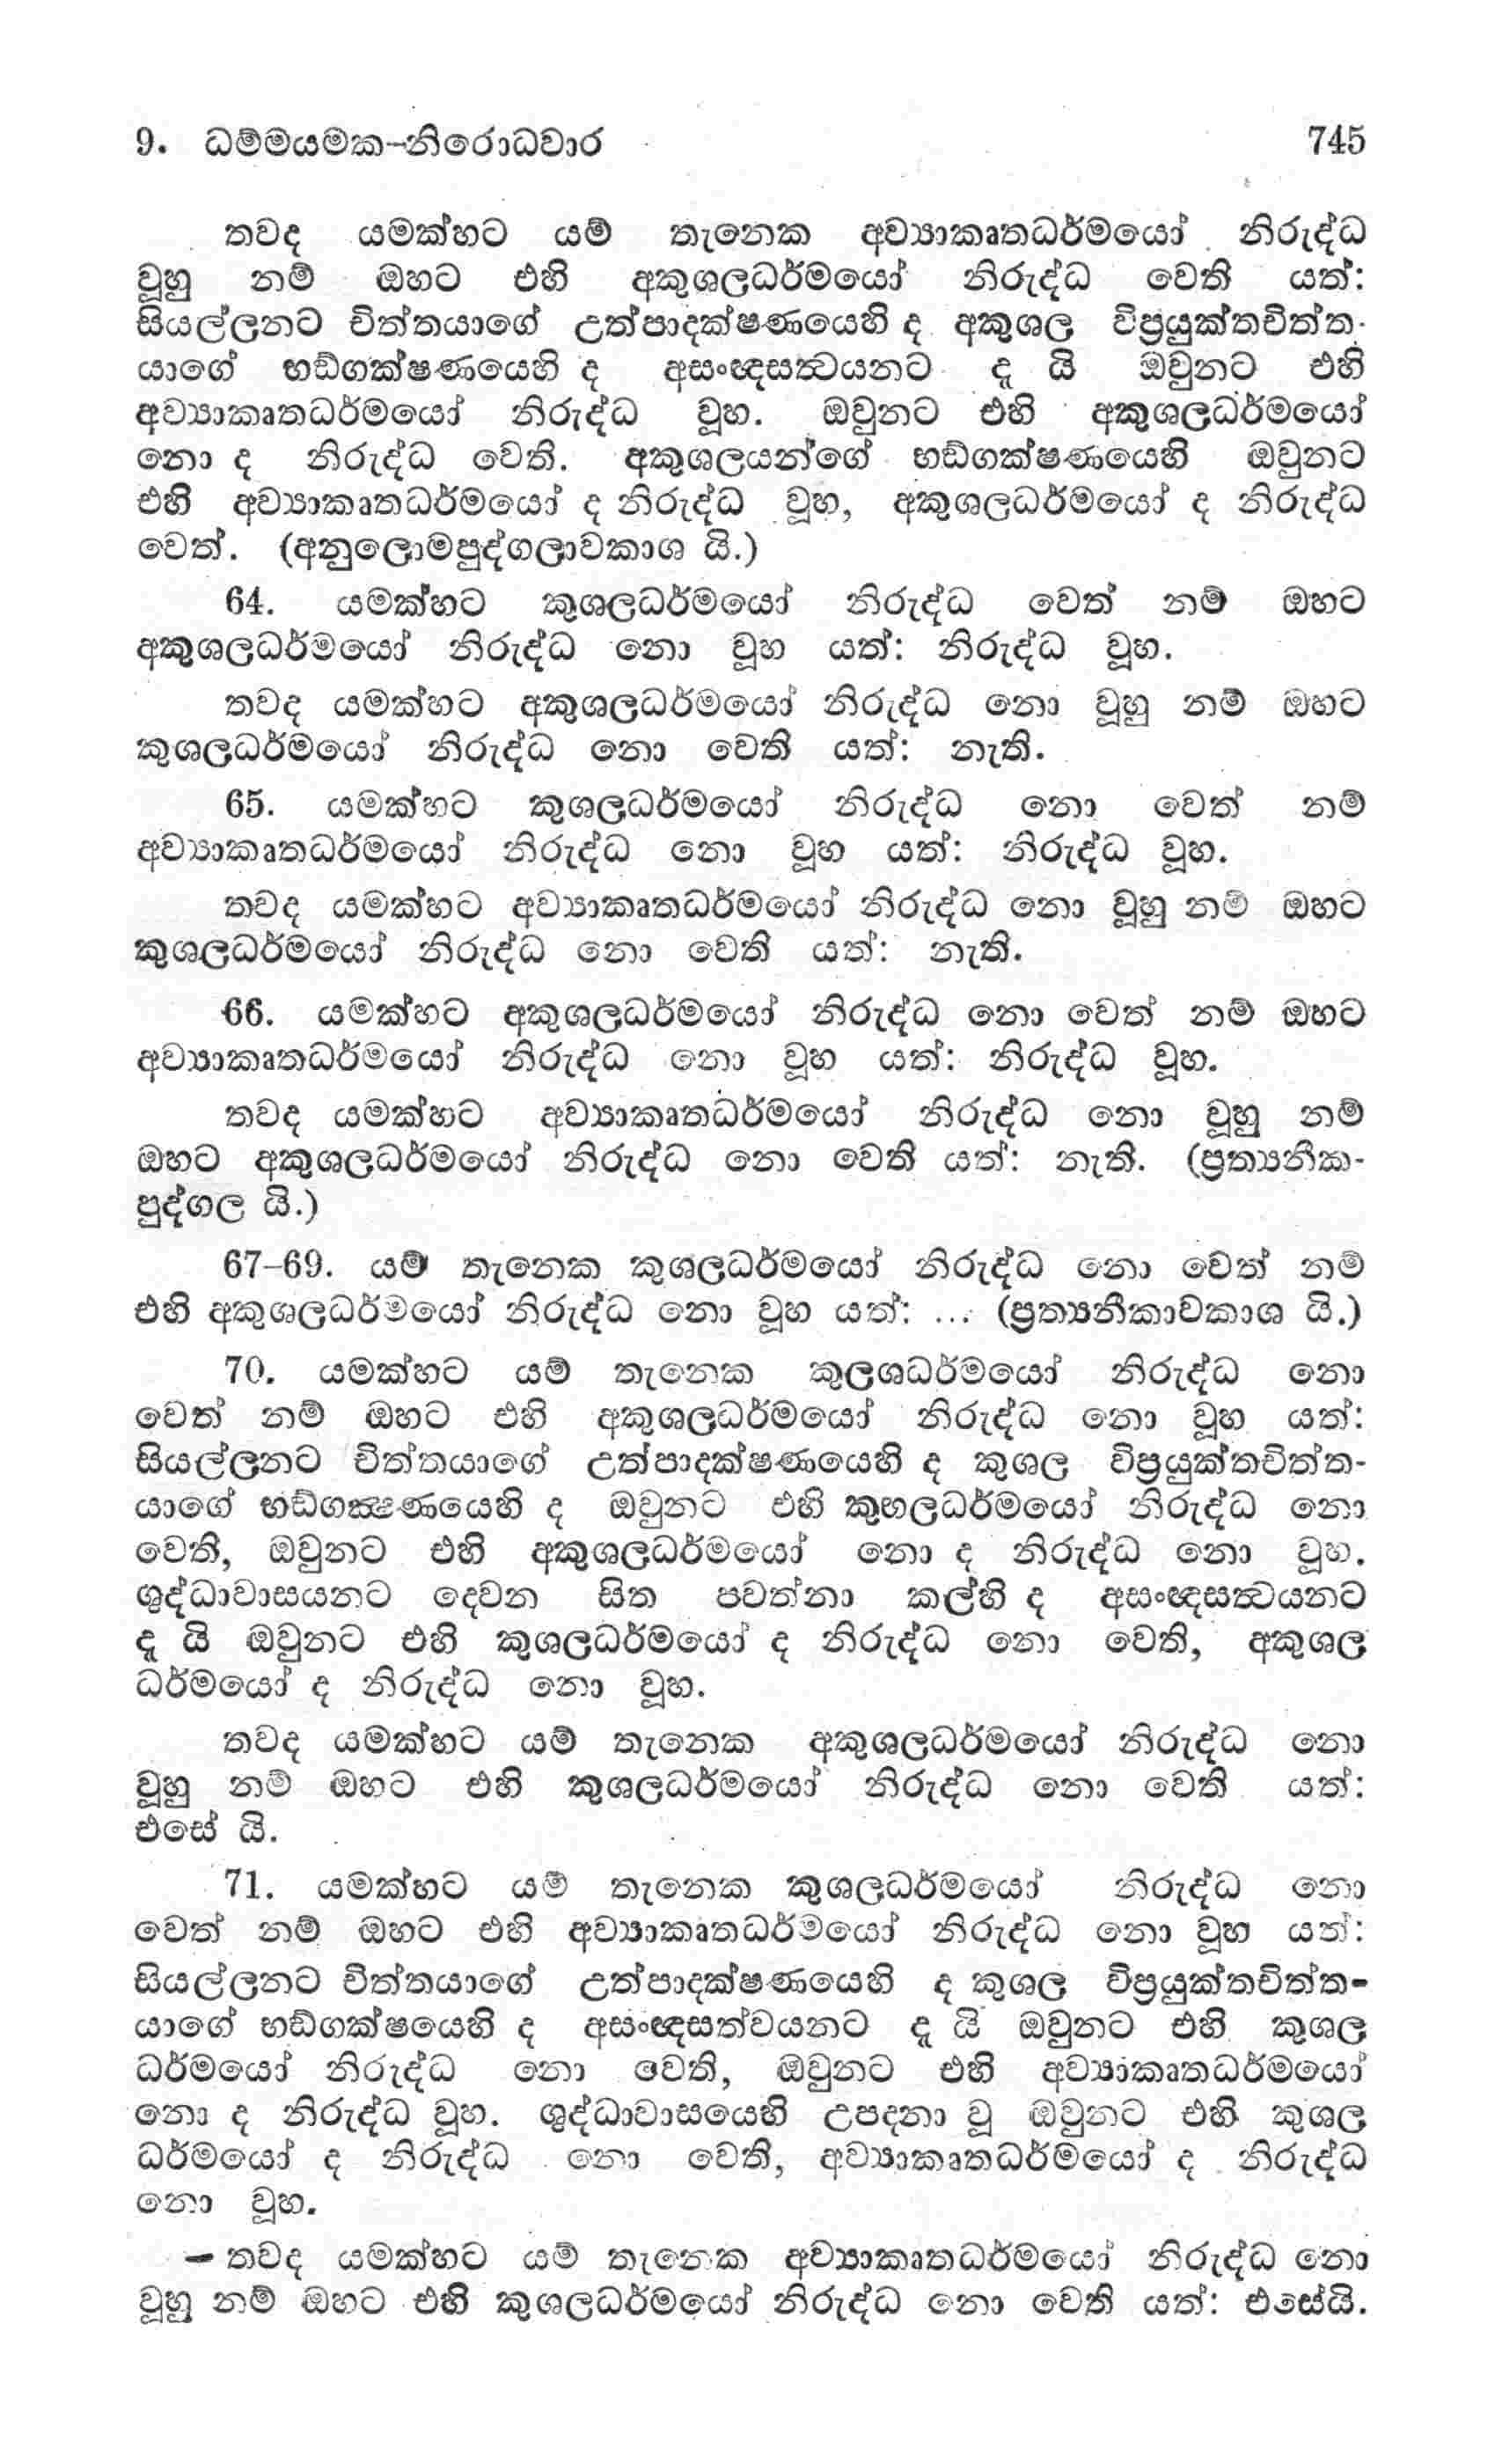 9. ධම්මයමක-නිරොධවාර 745
තවද යමක්හට යම් තැනෙක අව්‍යාකෘතධර්මයෝ නිරුද්ධ
වූහු නම් ඔහට එහි අකුශලධර්මයෝ නිරුද්ධ වෙති යත්:
සියල්ලනට චිත්තයාගේ උත්පාදක්ෂණයෙහි ද අකුශල විප්‍රයුක්තචිත්ත-
යාගේ භඞ්ගක්ෂණයෙහි ද අසංඥසත්‍වයනට ද යි ඔවුනට එහි
අව්‍යාකෘතධර්මයෝ නිරුද්ධ වූහ. ඔවුනට එහි අකුශලධර්මයෝ
නො ද නිරුද්ධ වෙති. අකුශලයන්ගේ භඞ්ගක්ෂණයෙහි ඔවුනට
එහි අව්‍යාකෘතධර්මයෝ ද නිරුද්ධ වූහ, අකුශලධර්මයෝ ද නිරුද්ධ
වෙත්. (අනුලොමපුද්ගලාවකාශ යි.)
64. යමක්හට කුශලධර්මයෝ නිරුද්ධ වෙත් නම් ඔහට
අකුශලධර්මයෝ නිරුද්ධ නො වූහ යත්: නිරුද්ධ වූහ.
තවද යමක්හට අකුශලධර්මයෝ නිරුද්ධ නො වූහු නම් ඔහට
කුශලධර්මයෝ නිරුද්ධ නො වෙති යත්: නැති.
65. යමක්හට කුශලධර්මයෝ නිරුද්ධ නො වෙත් නම්
අව්‍යාකෘතධර්මයෝ නිරුද්ධ නො වූහ යත්: නිරුද්ධ වූහ.
තවද යමක්හට අව්‍යාකෘතධර්මයෝ නිරුද්ධ නො වූහු නම් ඔහට
කුශලධර්මයෝ නිරුද්ධ නො වෙති යත්: නැති.
66. යමක්හට අකුශලධර්මයෝ නිරුද්ධ නො වෙත් නම් ඔහට
අව්‍යාකෘතධර්මයෝ නිරුද්ධ නො වූහ යත්: නිරුද්ධ වූහ.
තවද යමක්හට අව්‍යාකෘතධර්මයෝ නිරුද්ධ නො වූහු නම්
ඔහට අකුශලධර්මයෝ නිරුද්ධ නො වෙති යත්: නැති. (ප්‍රත්‍යනීක-
පුද්ගල යි.)
67-69. යම් තැනෙක කුශලධර්මයෝ නිරුද්ධ නො වෙත් නම්
එහි අකුශලධර්මයෝ නිරුද්ධ නො වූහ යත්: ... (ප්‍රත්‍යනීකාවකාශ යි.)
70. යමක්හට යම් තැනෙක කුලශධර්මයෝ නිරුද්ධ නො
වෙත් නම් ඔහට එහි අකුශලධර්මයෝ නිරුද්ධ නො වූහ යත්:
සියල්ලනට චිත්තයාගේ උත්පාදක්ෂණයෙහි ද කුශල විප්‍රයුක්තචිත්ත-
යාගේ භඞ්ගක්‍ෂණයෙහි ද ඔවුනට එහි කුභලධර්මයෝ නිරුද්ධ නො
වෙති, ඔවුනට එහි අකුශලධර්මයෝ නො ද නිරුද්ධ නො වූහ.
ශුද්ධාවාසයනට දෙවන සිත පවත්නා කල්හි ද අසංඥසත්‍වයනට
ද යි ඔවුනට එහි කුශලධර්මයෝ ද නිරුද්ධ නො වෙති, අකුශල
ධර්මයෝ ද නිරුද්ධ නො වූහ.
තවද යමක්හට යම් තැනෙක අකුශලධර්මයෝ නිරුද්ධ නො
වූහු නම් ඔහට එහි කුශලධර්මයෝ නිරුද්ධ නො වෙති යත්:
එසේ යි.
71. යමක්හට යම් තැනෙක කුශලධර්මයෝ නිරුද්ධ නො
වෙත් නම් ඔහට එහි අව්‍යාකෘතධර්මයෝ නිරුද්ධ නො වූහ යත්:
සියල්ලනට චිත්තයාගේ උත්පාදක්ෂණයෙහි ද කුශල විප්‍රයුක්තචිත්ත-
යාගේ භඞ්ගක්ෂයෙහි ද අසංඥසත්වයනට ද යි ඔවුනට එහි කුශල
ධර්මයෝ නිරුද්ධ නො වෙති, ඔවුනට එහි අව්‍යාකෘතධර්මයෝ
නො ද නිරුද්ධ වූහ. ශුද්ධාවාසයෙහි උපදනා වූ ඔවුනට එහි කුශල
ධර්මයෝ ද නිරුද්ධ නො වෙති, අව්‍යාකෘතධර්මයෝ ද නිරුද්ධ
නො වූහ.
- තවද යමක්හට යම් තැනෙක අව්‍යාකෘතධර්මයෝ නිරුද්ධ නො
වූහු නම් ඔහට එහි කුශලධර්මයෝ නිරුද්ධ නො වෙති යත්: එසේයි.